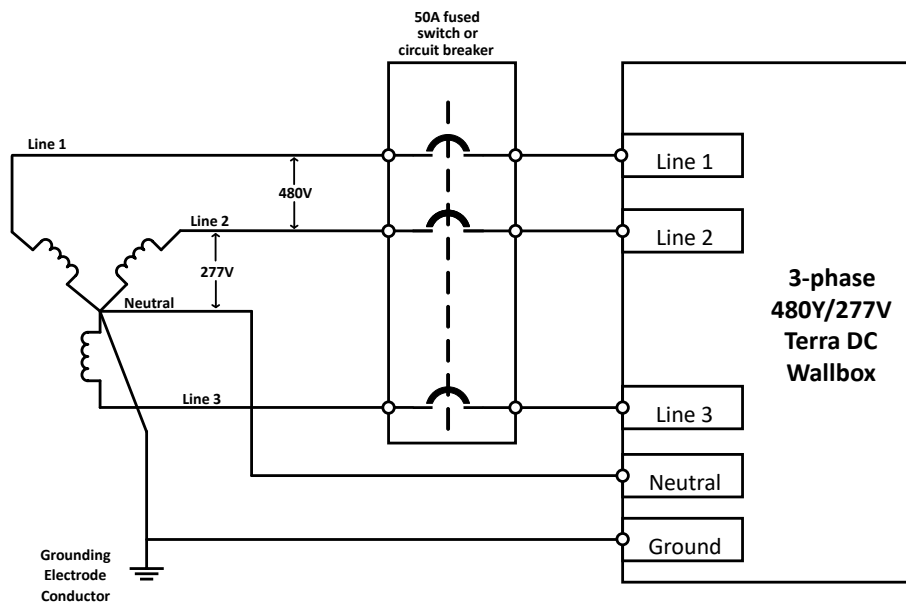 50A fused
switch or
circuit breaker
Line 1
480V
Line 2
277V
Neutral
Line 3
Line 1
Line 2
Line 3
Neutral
Ground
3-phase
480Y/277V
Terra DC
Wallbox
Grounding
Electrode
Conductor